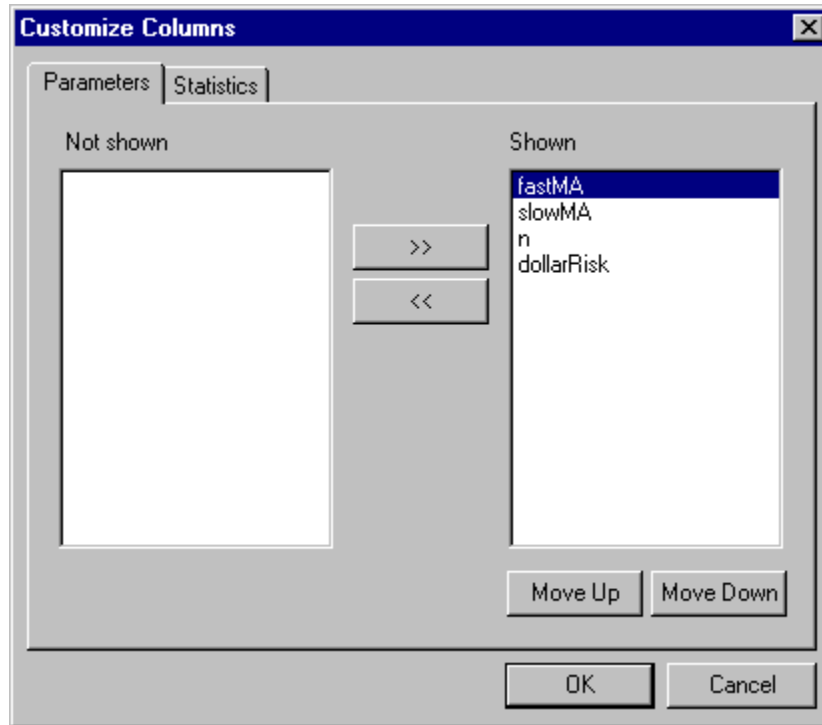 Customize Columns
Parameters Statistics
Not shown Shown
fastMA
slowMA
n
dollarRisk
>>
<<
Move Up Move Down
OK Cancel